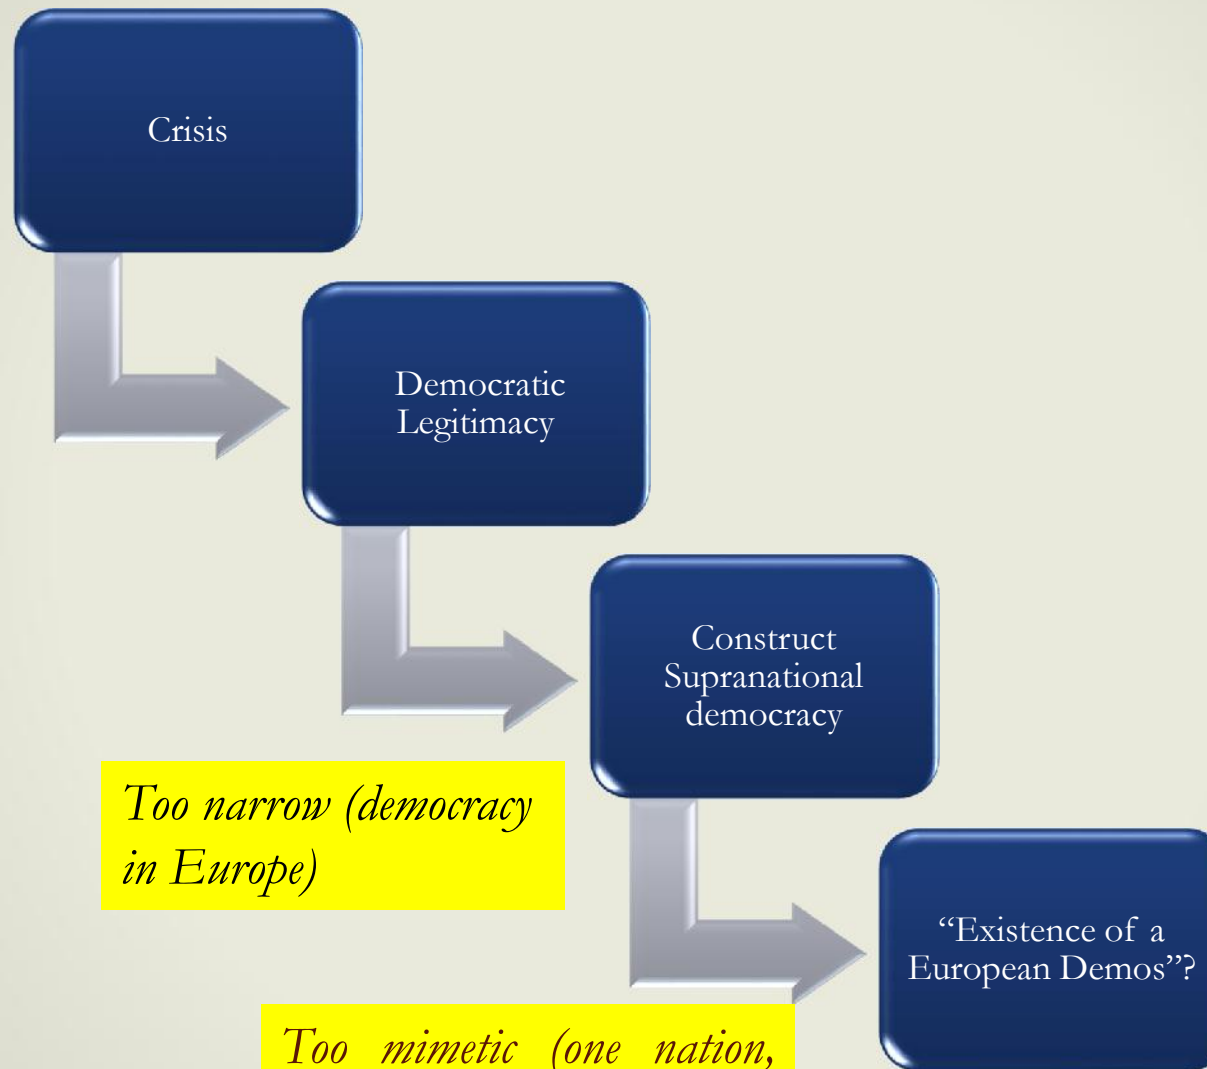 Crisis
Democratic
Legitimacy
Construct
Supranational
democracy
Too narrow (democracy
in Europe)
“Existence of a
European Demos”?
Too mimetic (one nation,